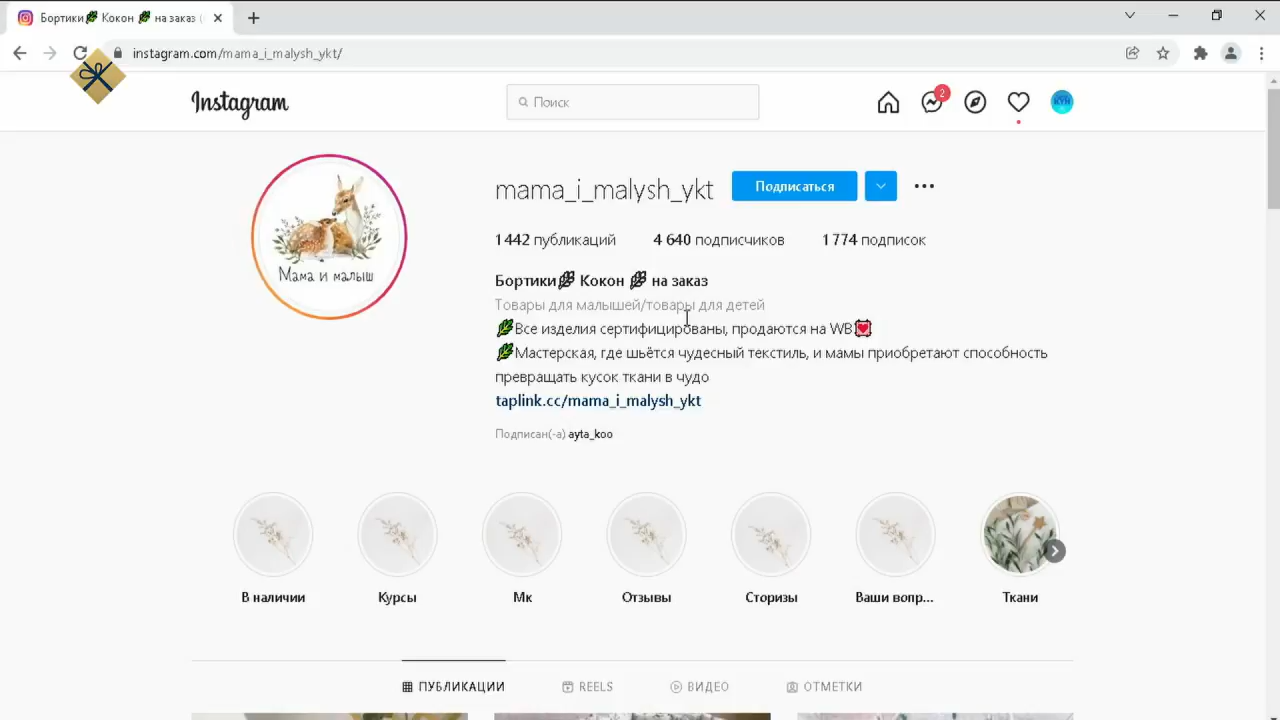 Бортики🌿 Кокон 🌿 на заказ (
instagram.com/mama_i_malysh_ykt/
Instagram
Поиск
2
Мама и малыш
mama_i_malysh_ykt
Подписаться
1 442 публикаций 4 640 подписчиков 1 774 подписок
Бортики🌿 Кокон 🌿 на заказ
Товары для малышей/товары для детей
🌿Все изделия сертифицированы, продаются на WB💟
🌿Мастерская, где шьётся чудесный текстиль, и мамы приобретают способность
превращать кусок ткани в чудо
taplink.cc/mama_i_malysh_ykt
Подписан(-а) ayta_koo
В наличии Курсы Мк Отзывы Сторизы Ваши вопр... Ткани
ПУБЛИКАЦИИ REELS ВИДЕО ОТМЕТКИ